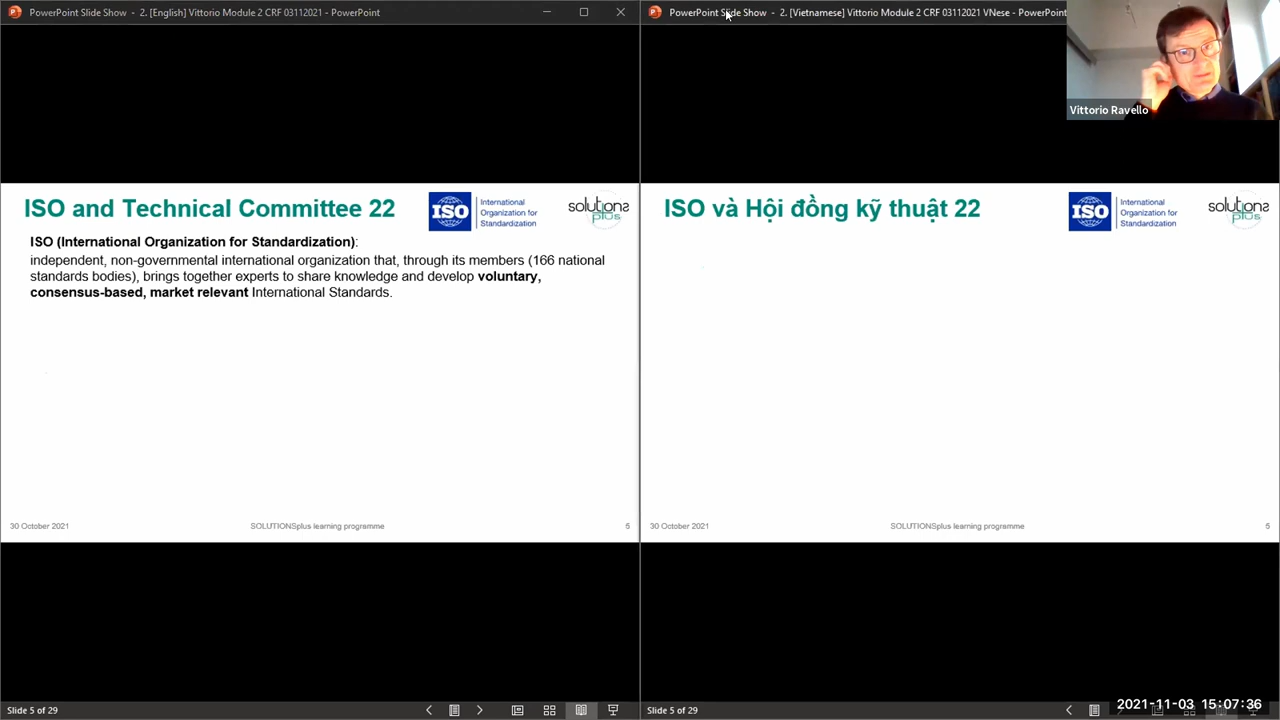 PowerPoint Slide Show - 2. [English] Vittorio Module 2 CRF 03112021 - PowerPoint
PowerPoint Slide Show - 2. [Vietnamese] Vittorio Module 2 CRF 03112021 VNese - PowerPoint
Vittorio Ravello
ISO and Technical Committee 22
ISO
International
Organization for
Standardization
solutions
plus
ISO (International Organization for Standardization):
independent, non-governmental international organization that, through its members (166 national
standards bodies), brings together experts to share knowledge and develop voluntary,
consensus-based, market relevant International Standards.
30 October 2021
SOLUTIONSplus learning programme
5
ISO và Hội đồng kỹ thuật 22
ISO
International
Organization for
Standardization
solutions
plus
30 October 2021
SOLUTIONSplus learning programme
5
Slide 5 of 29
Slide 5 of 29
2021-11-03 15:07:36